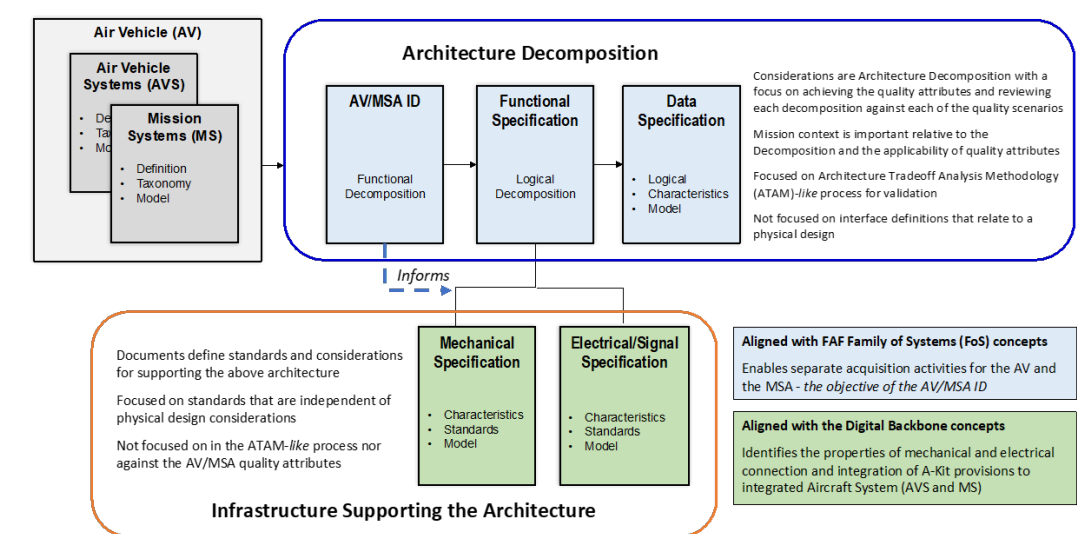 Air Vehicle (AV)
Air Vehicle
Systems (AVS)
• De
• Ta
• Mo
Mission
Systems (MS)
• Definition
• Taxonomy
• Model
Architecture Decomposition
AV/MSA ID
Functional
Decomposition
Functional
Specification
Logical
Decomposition
Data
Specification
• Logical
• Characteristics
• Model
Considerations are Architecture Decomposition with a
focus on achieving the quality attributes and reviewing
each decomposition against each of the quality scenarios
Mission context is important relative to the
Decomposition and the applicability of quality attributes
Focused on Architecture Tradeoff Analysis Methodology
(ATAM)-like process for validation
Not focused on interface definitions that relate to a
physical design
Informs
Documents define standards and considerations
for supporting the above architecture
Focused on standards that are independent of
physical design considerations
Not focused on in the ATAM-like process nor
against the AV/MSA quality attributes
Mechanical
Specification
• Characteristics
• Standards
• Model
Electrical/Signal
Specification
• Characteristics
• Standards
• Model
Infrastructure Supporting the Architecture
Aligned with FAF Family of Systems (FoS) concepts
Enables separate acquisition activities for the AV and
the MSA - the objective of the AV/MSA ID
Aligned with the Digital Backbone concepts
Identifies the properties of mechanical and electrical
connection and integration of A-Kit provisions to
integrated Aircraft System (AVS and MS)